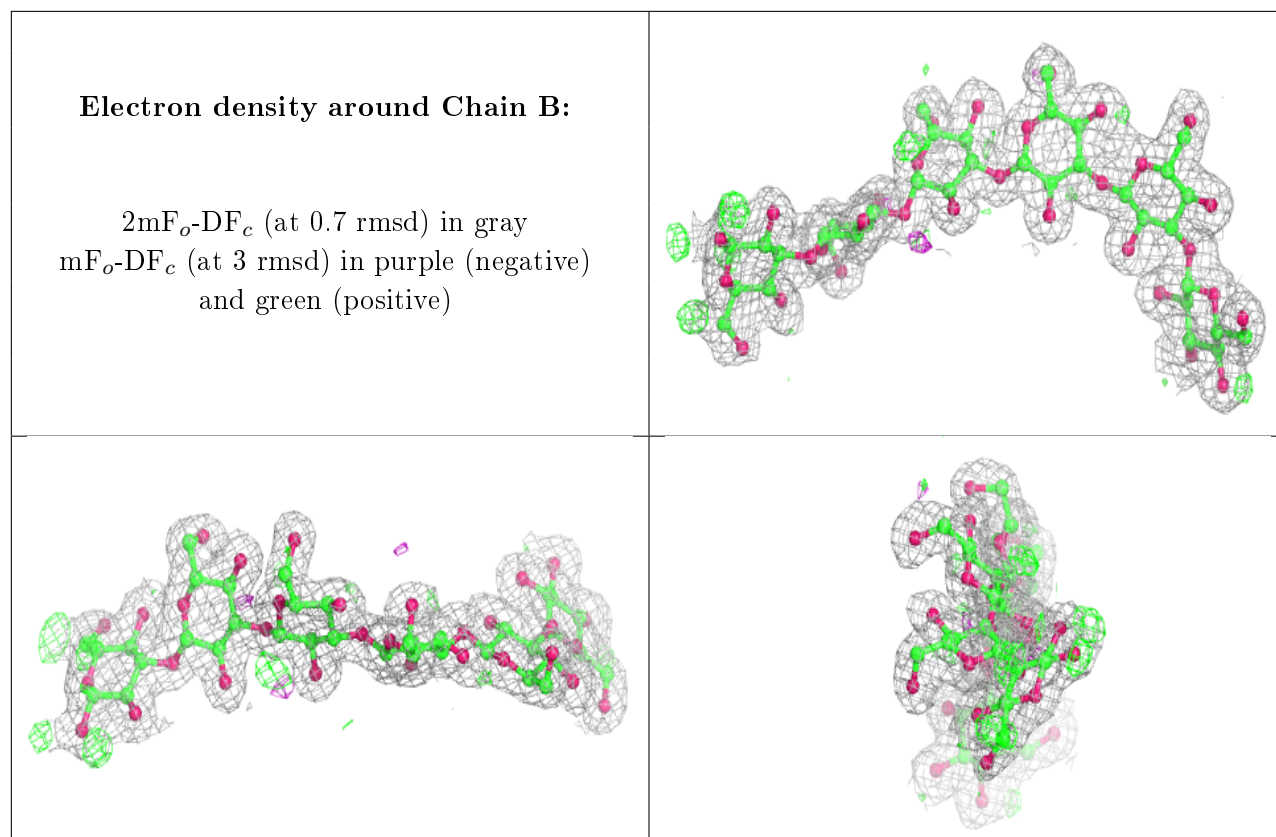 Electron density around Chain B:
2mFₒ-DF𝒸 (at 0.7 rmsd) in gray
mFₒ-DF𝒸 (at 3 rmsd) in purple (negative)
and green (positive)